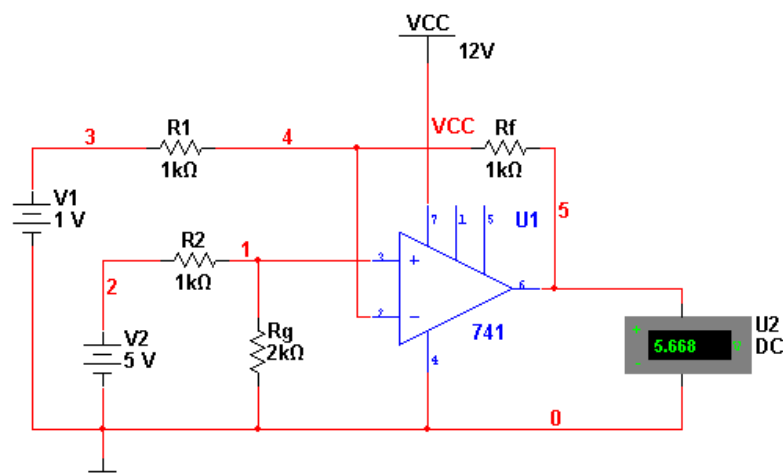 VCC
12V
3
R1
1kΩ
4
VCC
Rf
1kΩ
5
V1
1 V
7
1
5
U1
R2
1kΩ
1
3
+
2
−
6
741
4
2
V2
5 V
Rg
2kΩ
+
5.668
V
-
U2
DC
0